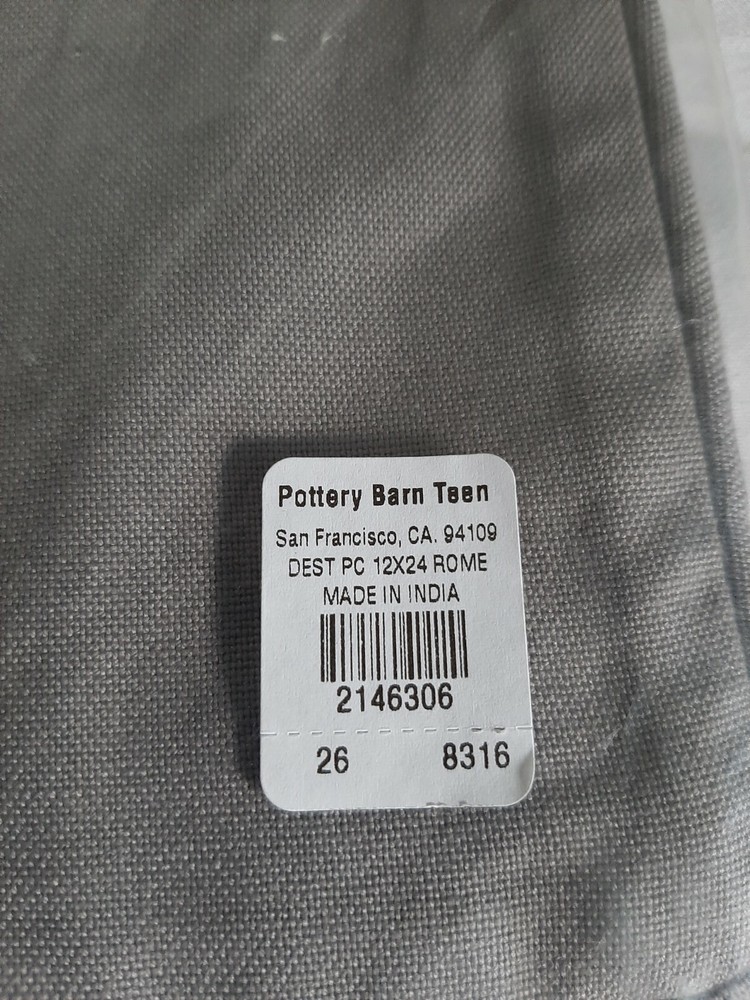 Pottery Barn Teen
San Francisco, CA. 94109
DEST PC 12X24 ROME
MADE IN INDIA
2146306
26 8316